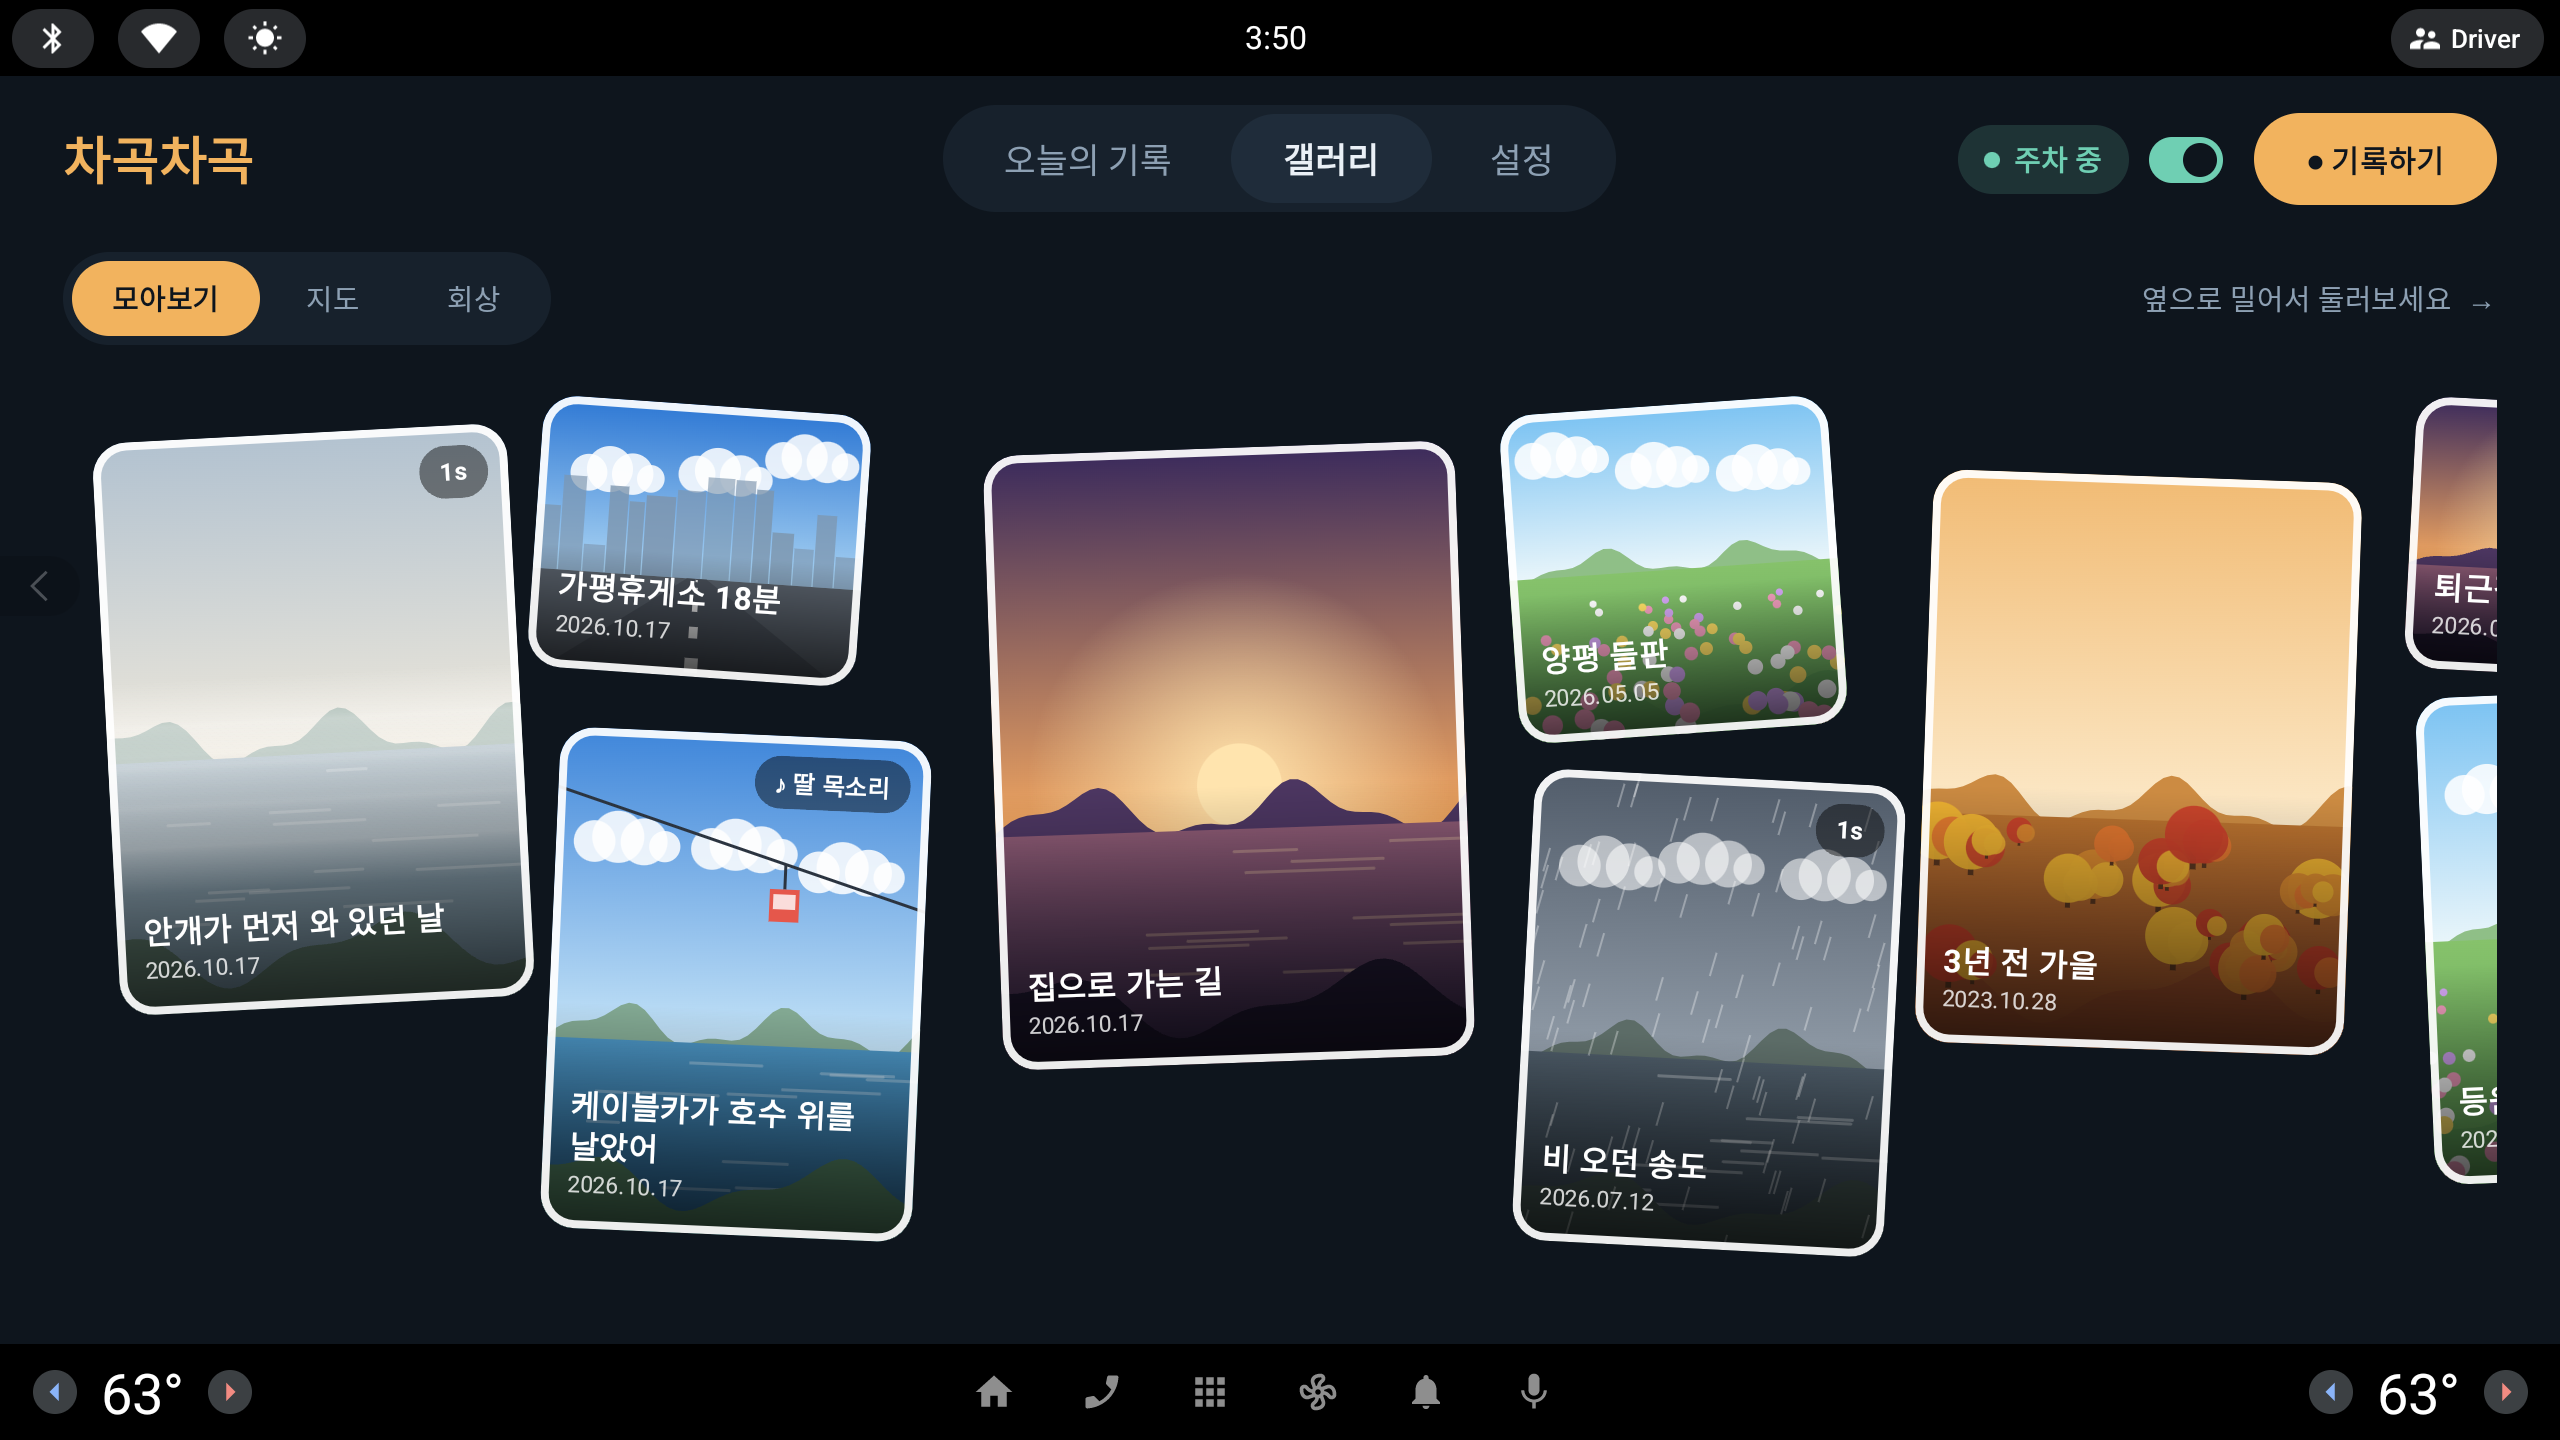 3:50
Driver
차곡차곡
오늘의 기록
갤러리
설정
주차 중
● 기록하기
모아보기
지도
회상
옆으로 밀어서 둘러보세요 →
1s
안개가 먼저 와 있던 날
2026.10.17
가평휴게소 18분
2026.10.17
♪ 딸 목소리
케이블카가 호수 위를
날았어
2026.10.17
집으로 가는 길
2026.10.17
양평 들판
2026.05.05
1s
비 오던 송도
2026.07.12
3년 전 가을
2023.10.28
퇴근
2026.0
202
63°
63°